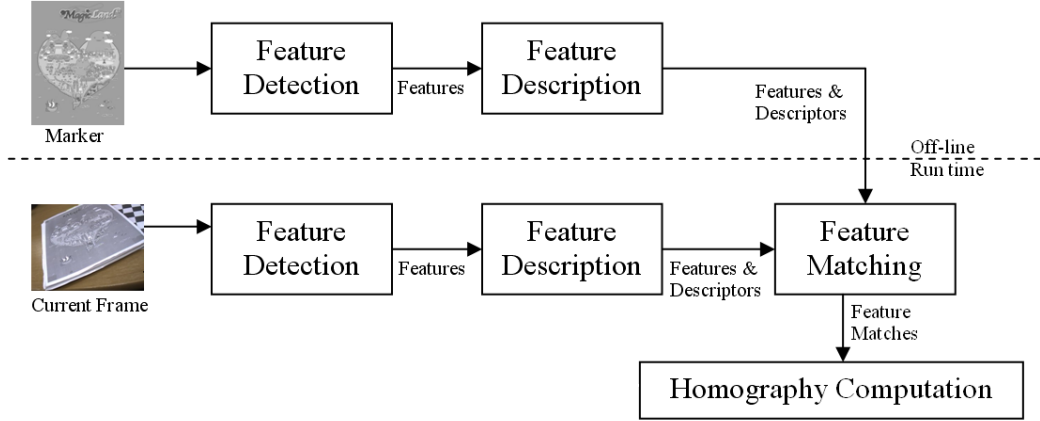 MagicLand
Feature
Detection
Features
Feature
Description
Features &
Descriptors
Marker
Off-line
Run time
Feature
Detection
Features
Feature
Description
Features &
Descriptors
Feature
Matching
Current Frame
Feature
Matches
Homography Computation